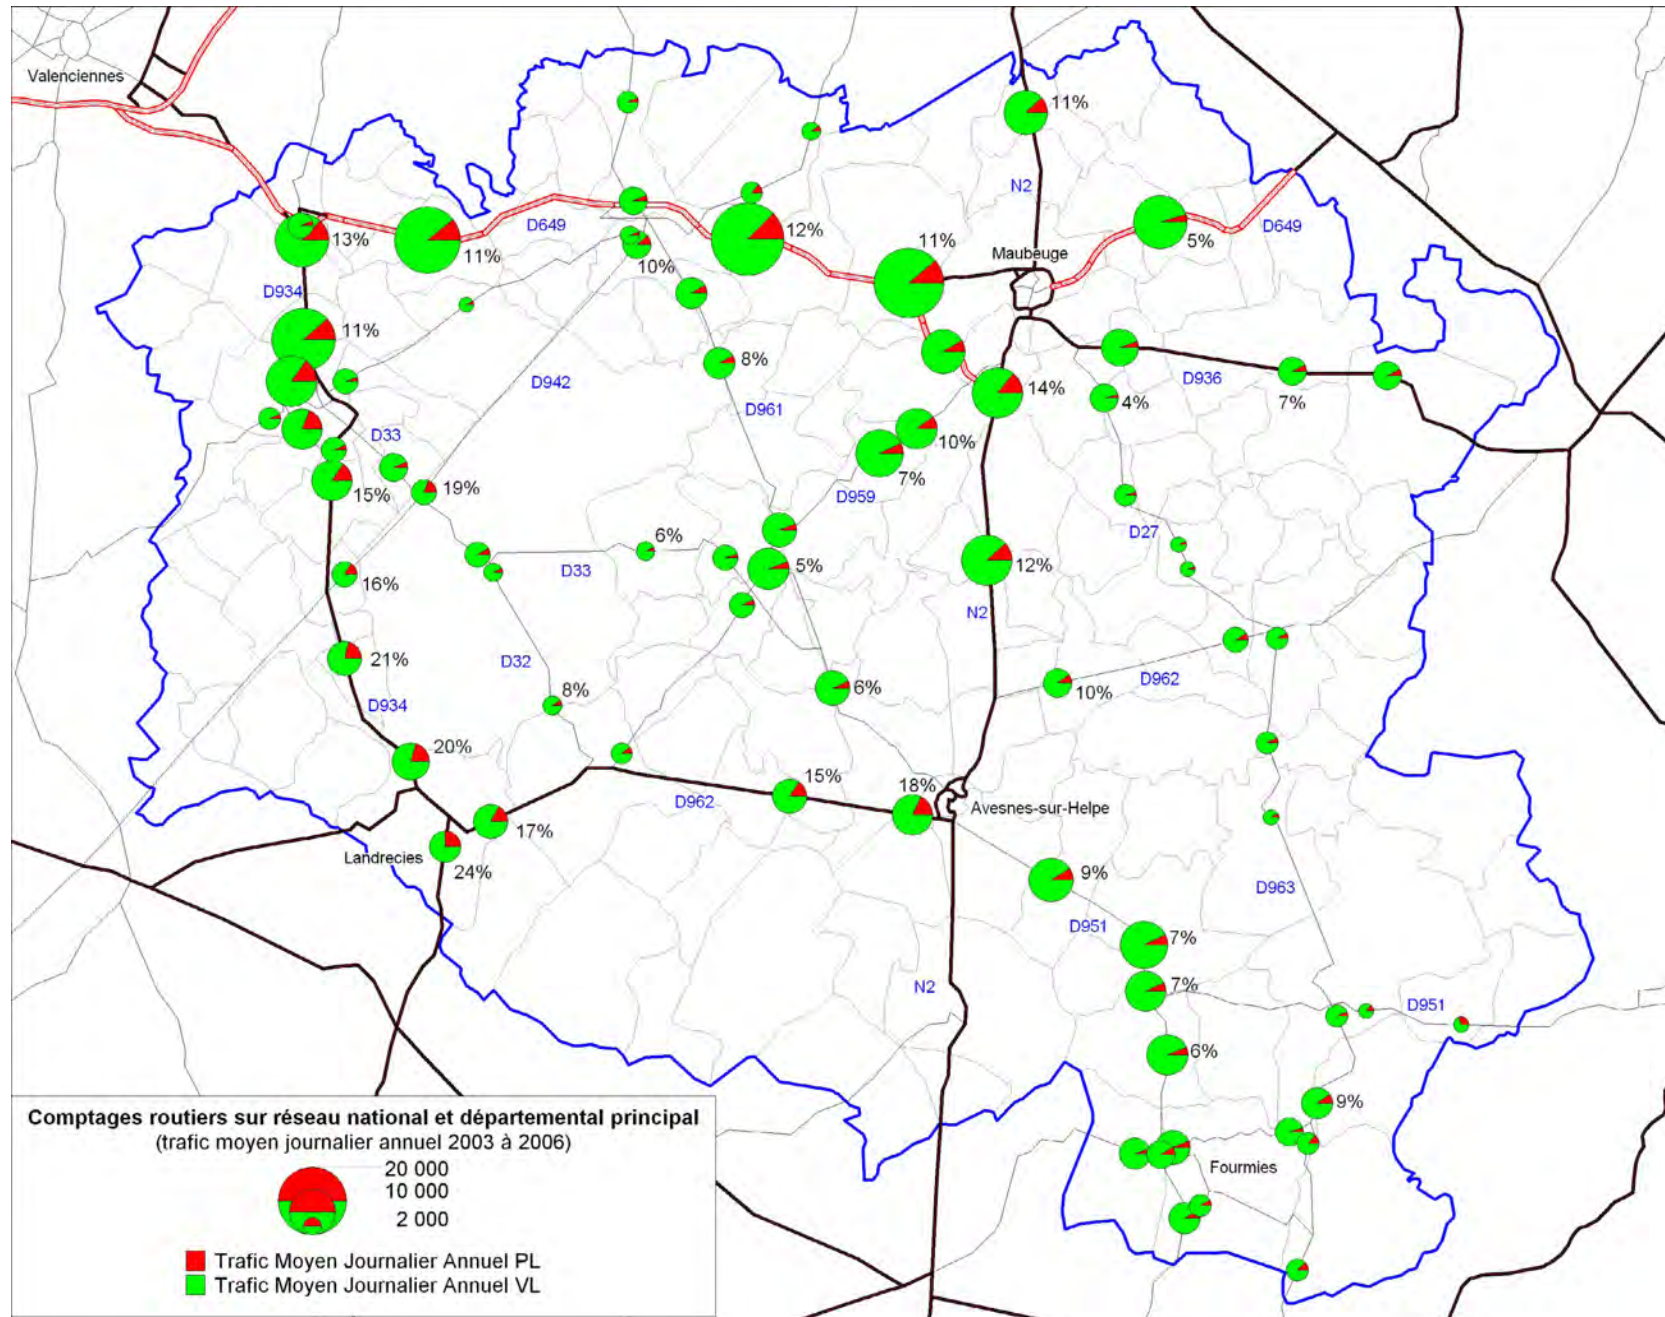 Valenciennes
11%
N2
D649
D649
13%
11%
12%
11%
5%
Maubeuge
10%
D934
11%
8%
D942
D961
14%
4%
D936
7%
D33
10%
7%
15%
19%
D959
D27
6%
D33
5%
12%
16%
N2
21%
D32
D962
10%
8%
6%
D934
20%
15%
18%
D962
Avesnes-sur-Helpe
17%
Landrecies
24%
9%
D963
D951
7%
7%
N2
D951
6%
9%
Fourmies
Comptages routiers sur réseau national et départemental principal
(trafic moyen journalier annuel 2003 à 2006)
20 000
10 000
2 000
Trafic Moyen Journalier Annuel PL
Trafic Moyen Journalier Annuel VL